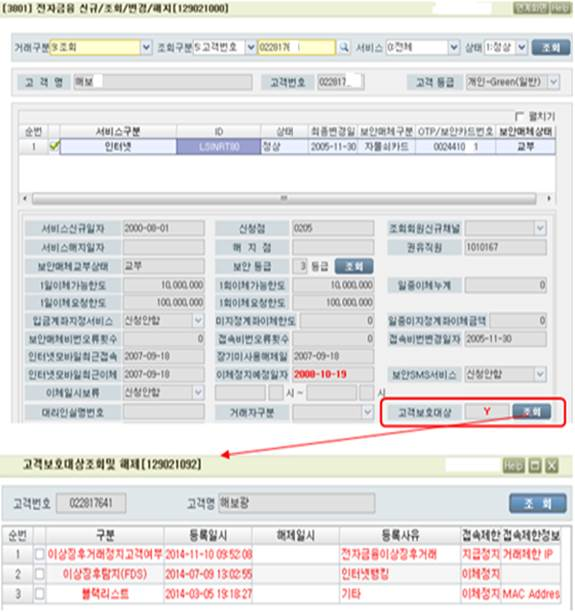 [3801] 전자금융 신규/조회/변경/해지[129021000] 연계화면 Help
거래구분 9:조회 조회구분 5:고객번호 022817 서비스 0:전체 상태 1:정상 조회
고 객 명 해보 고객번호 022817 고객 등급 개인-Green(일반)
펼치기
순번 서비스구분 ID 상태 최종변경일 보안매체구분 OTP/보안카드번호 보안매체상태
1 인터넷 LSINRT80 정상 2005-11-30 자물쇠카드 0024410 1 교부
서비스신규일자 2000-08-01 신청점 0205 조회회원신규채널
서비스해지일자 해 지 점 권유직원 1010167
보안매체교부상태 교부 보안 등급 3 등급 조회
1일이체가능한도 10,000,000 1회이체가능한도 10,000,000 일중이체누계 0
1일이체요청한도 100,000,000 1회이체요청한도 100,000,000
입금계좌지정서비스 신청안함 미지정계좌이체한도 0 일중미지정계좌이체금액 0
보안매체비번오류횟수 0 접속비번오류횟수 0 접속비번변경일자 2005-11-30
인터넷모바일최근접속 2007-09-18 장기미사용해제일 2007-09-18
인터넷모바일최근이체 2007-09-18 이체정지예정일자 2008-10-19 보안SMS서비스 신청안함
이체일시보류 신청안함 시 ~ 시
대리인실명번호 거래자구분 고객보호대상 Y 조회
고객보호대상조회및 해제[129021092] Help
고객번호 022817641 고객명 해보광 조 회
순번 구분 등록일시 해제일시 등록사유 접속제한 접속제한정보
1 이상징후거래정지고객여부 2014-11-10 09:52:08 전자금융이상징후거래 지급정지 거래제한 IP
2 이상징후탐지(FDS) 2014-07-09 13:02:55 인터넷뱅킹 이체정지
3 블랙리스트 2014-03-05 19:18:27 기타 이체정지 MAC Addres